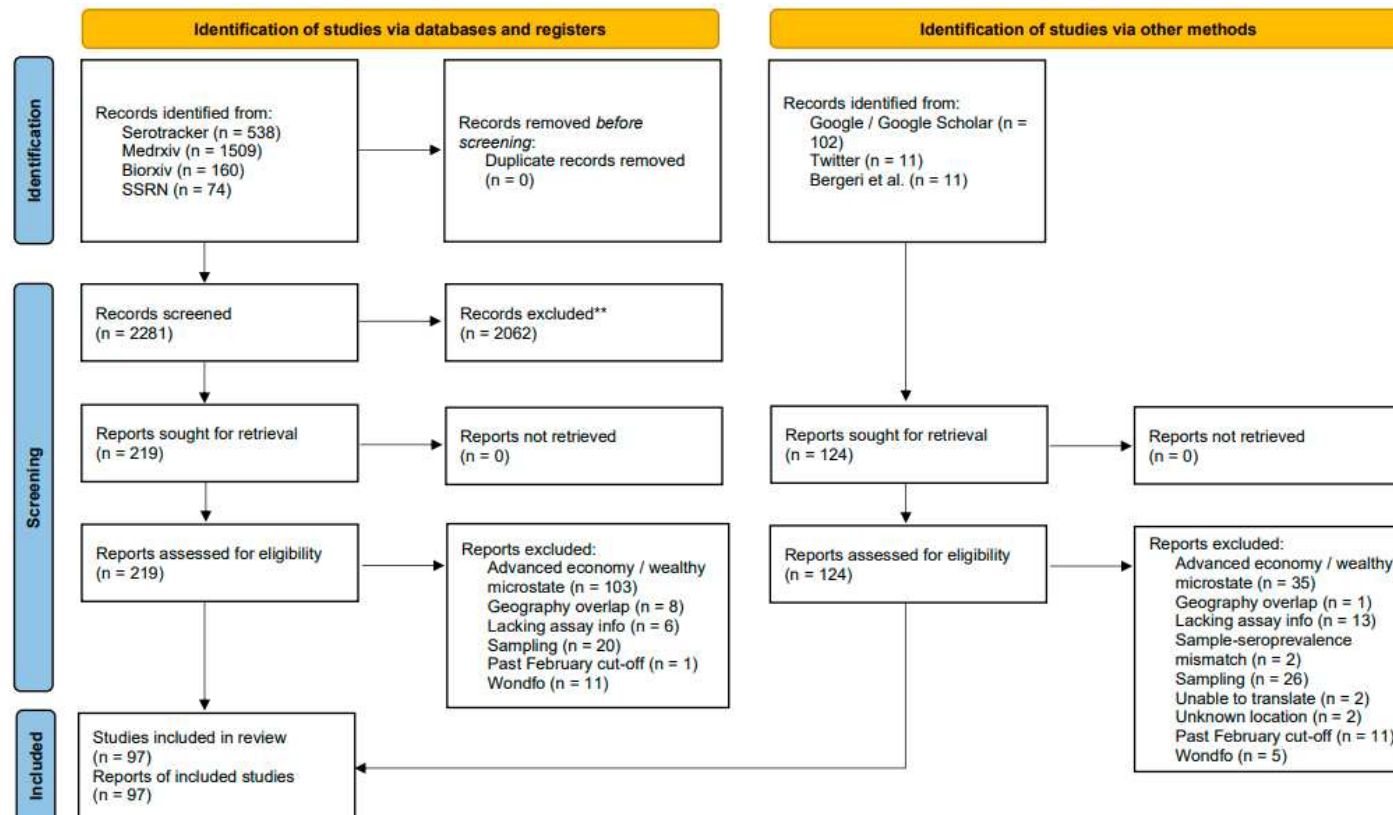 Identification of studies via databases and registers
Identification of studies via other methods
Identification
Records identified from:
Serotracker (n = 538)
Medrxiv (n = 1509)
Biorxiv (n = 160)
SSRN (n = 74)
Records removed before
screening:
Duplicate records removed
(n = 0)
Records identified from:
Google / Google Scholar (n =
102)
Twitter (n = 11)
Bergeri et al. (n = 11)
Screening
Records screened
(n = 2281)
Records excluded**
(n = 2062)
Reports sought for retrieval
(n = 219)
Reports not retrieved
(n = 0)
Reports sought for retrieval
(n = 124)
Reports not retrieved
(n = 0)
Reports assessed for eligibility
(n = 219)
Reports excluded:
Advanced economy / wealthy
microstate (n = 103)
Geography overlap (n = 8)
Lacking assay info (n = 6)
Sampling (n = 20)
Past February cut-off (n = 1)
Wondfo (n = 11)
Reports assessed for eligibility
(n = 124)
Reports excluded:
Advanced economy / wealthy
microstate (n = 35)
Geography overlap (n = 1)
Lacking assay info (n = 13)
Sample-seroprevalence
mismatch (n = 2)
Sampling (n = 26)
Unable to translate (n = 2)
Unknown location (n = 2)
Past February cut-off (n = 11)
Wondfo (n = 5)
Included
Studies included in review
(n = 97)
Reports of included studies
(n = 97)